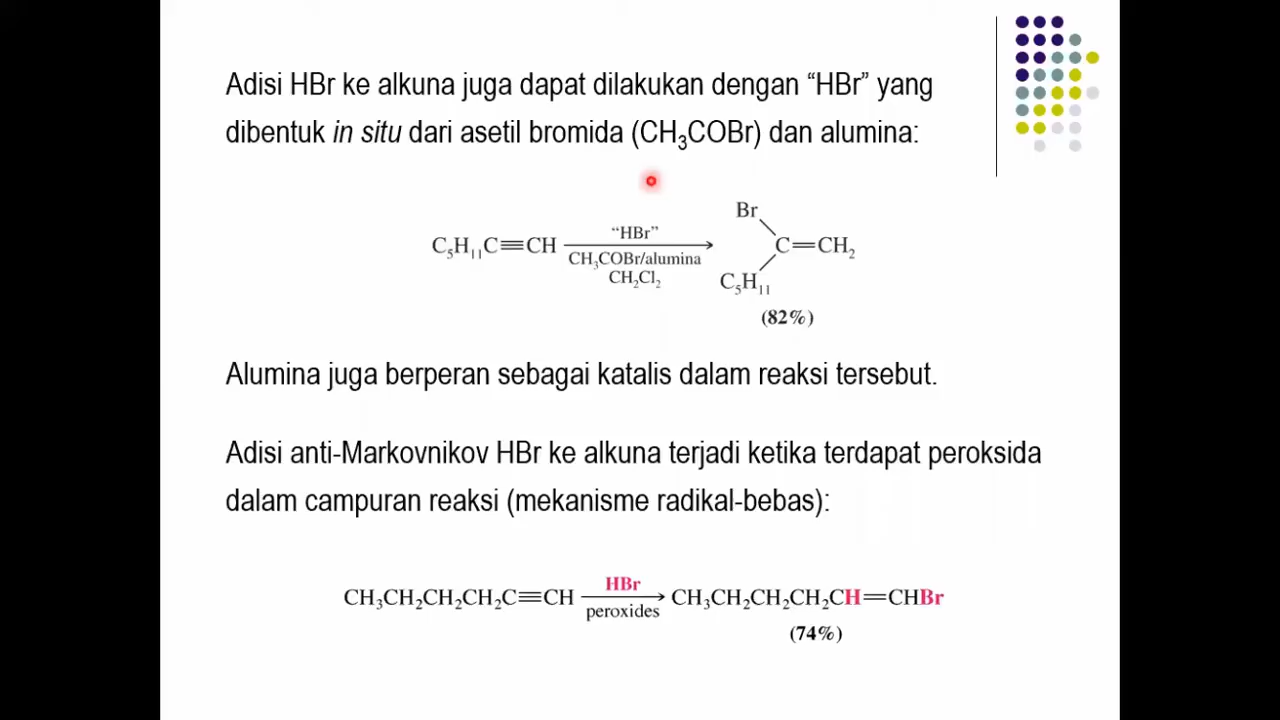 Adisi HBr ke alkuna juga dapat dilakukan dengan “HBr” yang
dibentuk in situ dari asetil bromida (CH₃COBr) dan alumina:
Br
“HBr”
C₅H₁₁C≡CH C=CH₂
CH₃COBr/alumina
CH₂Cl₂
C₅H₁₁
(82%)
Alumina juga berperan sebagai katalis dalam reaksi tersebut.
Adisi anti-Markovnikov HBr ke alkuna terjadi ketika terdapat peroksida
dalam campuran reaksi (mekanisme radikal-bebas):
HBr
CH₃CH₂CH₂CH₂C≡CH CH₃CH₂CH₂CH₂CH=CHBr
peroxides
(74%)